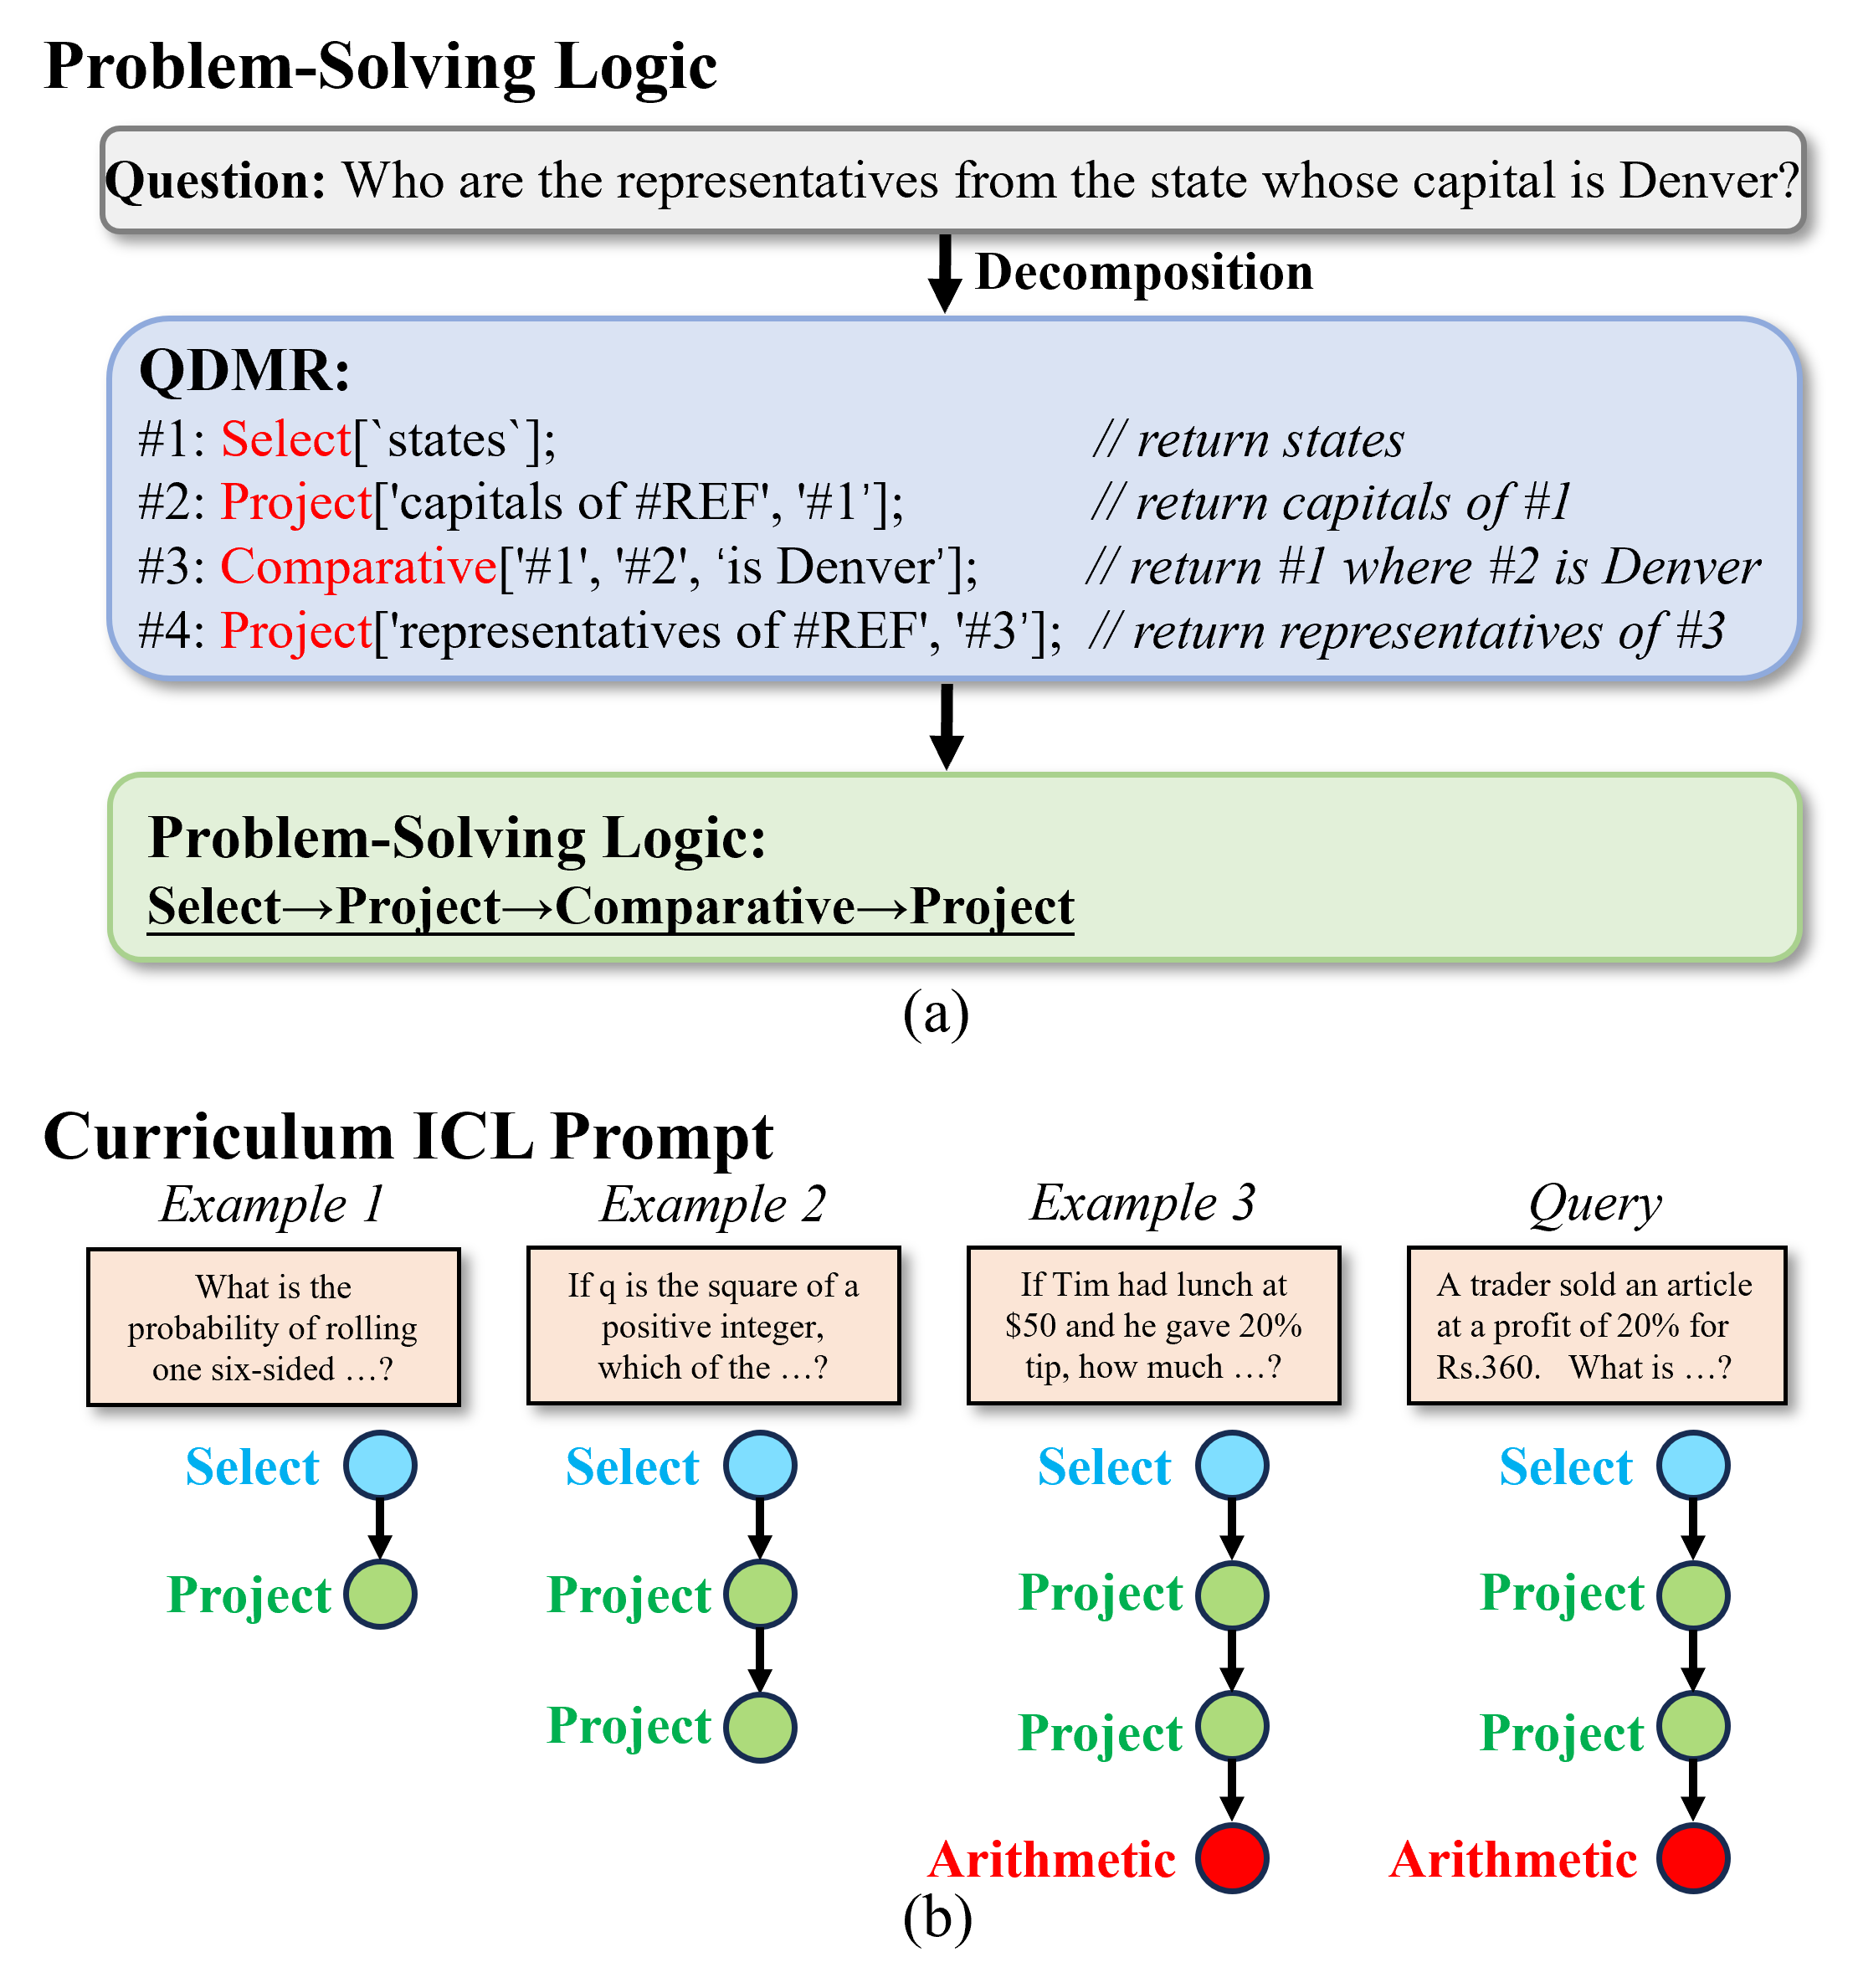 Problem-Solving Logic
Question: Who are the representatives from the state whose capital is Denver?
Decomposition
QDMR:
#1: Select[`states`]; // return states
#2: Project['capitals of #REF', '#1’]; // return capitals of #1
#3: Comparative['#1', '#2', ‘is Denver’]; // return #1 where #2 is Denver
#4: Project['representatives of #REF', '#3’]; // return representatives of #3
Problem-Solving Logic:
Select→Project→Comparative→Project
(a)
Curriculum ICL Prompt
Example 1
What is the
probability of rolling
one six-sided …?
Select
Project
Example 2
If q is the square of a
positive integer,
which of the …?
Select
Project
Project
Example 3
If Tim had lunch at
$50 and he gave 20%
tip, how much …?
Select
Project
Project
Arithmetic
Query
A trader sold an article
at a profit of 20% for
Rs.360. What is …?
Select
Project
Project
Arithmetic
(b)